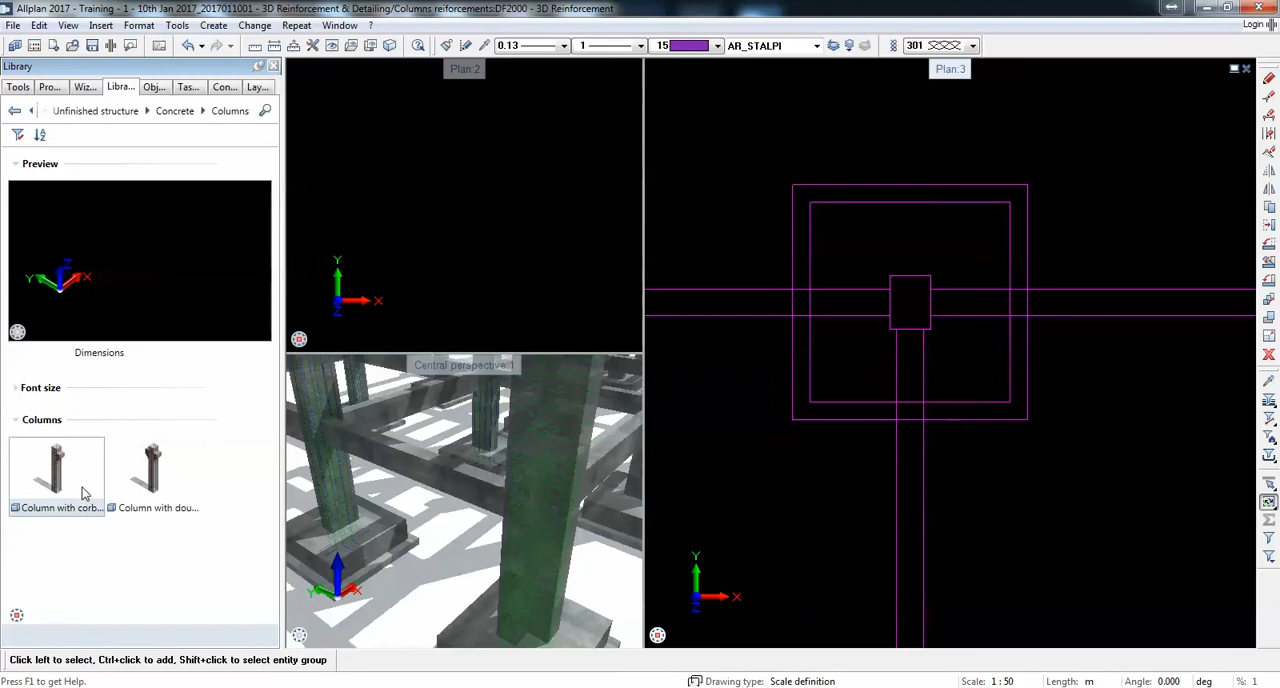 Allplan 2017 - Training - 1 - 10th Jan 2017_2017011001 - 3D Reinforcement & Detailing/Columns reiforcements:DF2000 - 3D Reinforcement
File Edit View Insert Format Tools Create Change Repeat Window ?
Login
0.13 1 15 AR_STALPI 301
Library
Tools Pro... Wiz... Libra... Obj... Tas... Con... Lay...
Unfinished structure Concrete Columns
Preview
Y Z X
Dimensions
Font size
Columns
Column with corb... Column with dou...
Plan:2
Y
X
Z
Central perspective:1
Y X
Plan:3
Y
X
Z
Click left to select, Ctrl+click to add, Shift+click to select entity group
Press F1 to get Help. Drawing type: Scale definition Scale: 1 : 50 Length: m Angle: 0.000 deg %: 1